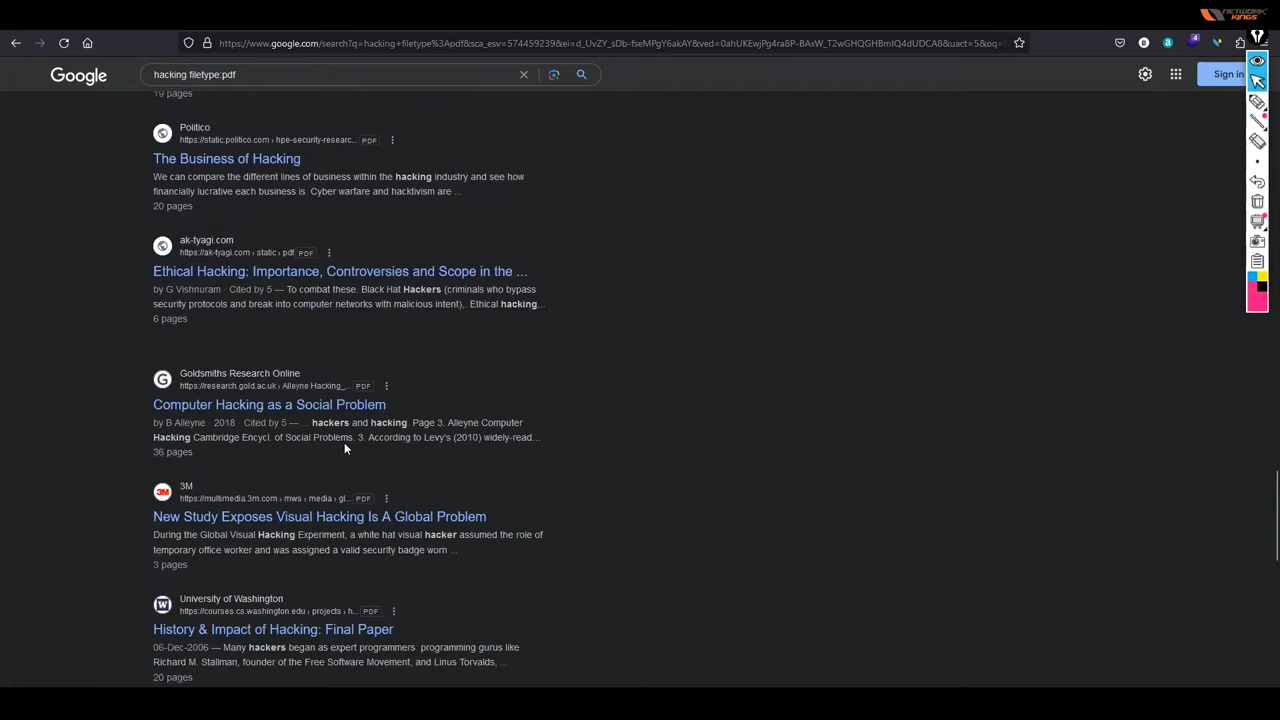 NETWORK
KINGS
https://www.google.com/search?q=hacking+filetype%3Apdf&sca_esv=574459239&ei=d_UvZY_sDb-fseMPgY6akAY&ved=0ahUKEwjPg4ra8P-BAxW_T2wGHQGHBmIQ4dUDCA8&uact=5&oq=
4
Google
hacking filetype:pdf
Sign in
19 pages
Politico
https://static.politico.com › hpe-security-researc... PDF
The Business of Hacking
We can compare the different lines of business within the hacking industry and see how
financially lucrative each business is. Cyber warfare and hacktivism are ...
20 pages
ak-tyagi.com
https://ak-tyagi.com › static › pdf PDF
Ethical Hacking: Importance, Controversies and Scope in the ...
by G Vishnuram · Cited by 5 — To combat these. Black Hat Hackers (criminals who bypass
security protocols and break into computer networks with malicious intent),. Ethical hacking...
6 pages
Goldsmiths Research Online
https://research.gold.ac.uk › Alleyne Hacking_... PDF
Computer Hacking as a Social Problem
by B Alleyne · 2018 · Cited by 5 — ... hackers and hacking. Page 3. Alleyne Computer
Hacking Cambridge Encycl. of Social Problems. 3. According to Levy's (2010) widely-read...
36 pages
3M
https://multimedia.3m.com › mws › media › gl... PDF
New Study Exposes Visual Hacking Is A Global Problem
During the Global Visual Hacking Experiment, a white hat visual hacker assumed the role of
temporary office worker and was assigned a valid security badge worn ...
3 pages
University of Washington
https://courses.cs.washington.edu › projects › h... PDF
History & Impact of Hacking: Final Paper
06-Dec-2006 — Many hackers began as expert programmers: programming gurus like
Richard M. Stallman, founder of the Free Software Movement, and Linus Torvalds, ...
20 pages